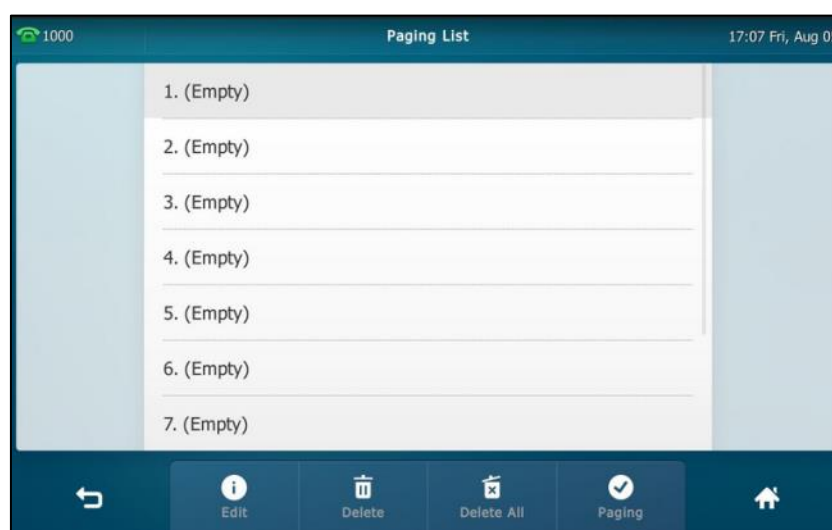 1000 Paging List 17:07 Fri, Aug
1. (Empty)
2. (Empty)
3. (Empty)
4. (Empty)
5. (Empty)
6. (Empty)
7. (Empty)
Edit Delete Delete All Paging